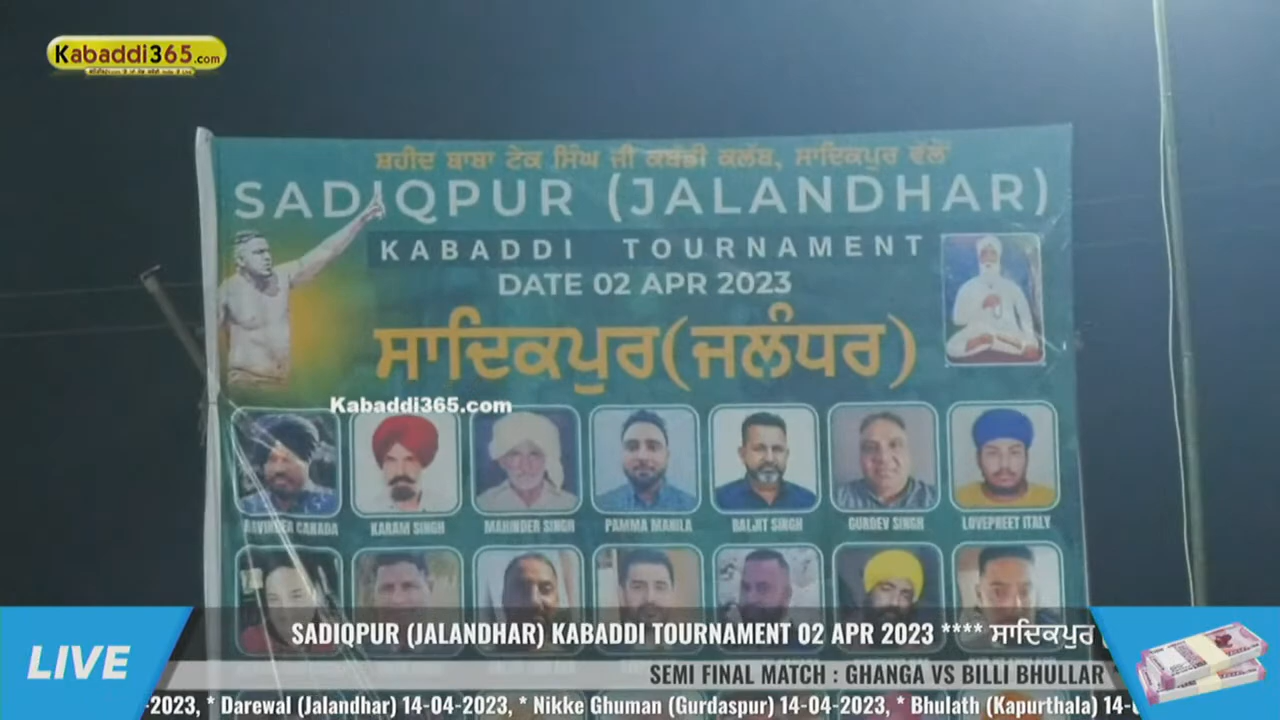 Kabaddi365.com
ਸ਼ਹੀਦ ਬਾਬਾ ਟੇਕ ਸਿੰਘ ਜੀ ਕਬੱਡੀ ਕਲੱਬ, ਸਾਦਿਕਪੁਰ ਵੱਲੋਂ
SADIQPUR (JALANDHAR)
KABADDI TOURNAMENT
DATE 02 APR 2023
ਸਾਦਿਕਪੁਰ(ਜਲੰਧਰ)
Kabaddi365.com
CANADA KARAM SINGH MAHINDER SINGH PAMMA MANILA BALJIT SINGH GURDEV SINGH LOVEPREET ITALY
SADIQPUR (JALANDHAR) KABADDI TOURNAMENT 02 APR 2023 **** ਸਾਦਿਕਪੁਰ
LIVE
SEMI FINAL MATCH : GHANGA VS BILLI BHULLAR *
-2023, * Darewal (Jalandhar) 14-04-2023, * Nikke Ghuman (Gurdaspur) 14-04-2023, * Bhulath (Kapurthala) 14-